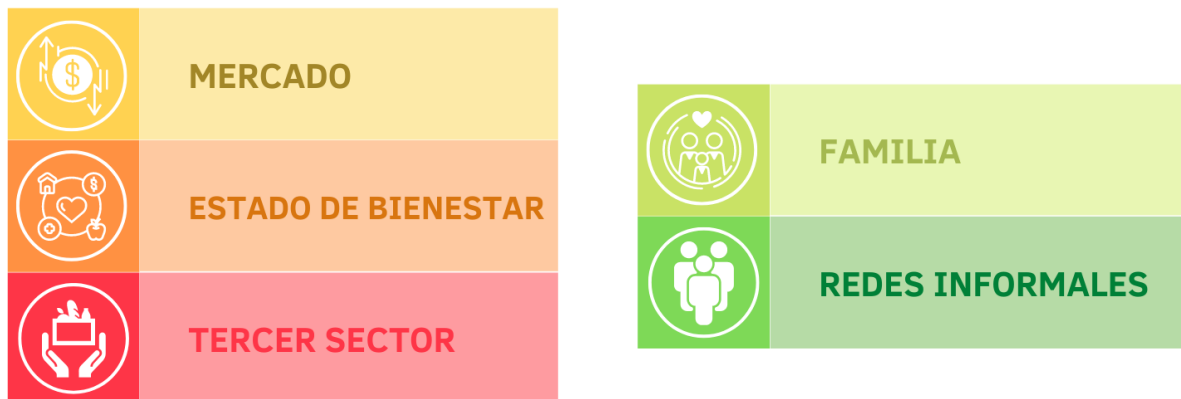 MERCADO
ESTADO DE BIENESTAR
TERCER SECTOR
FAMILIA
REDES INFORMALES